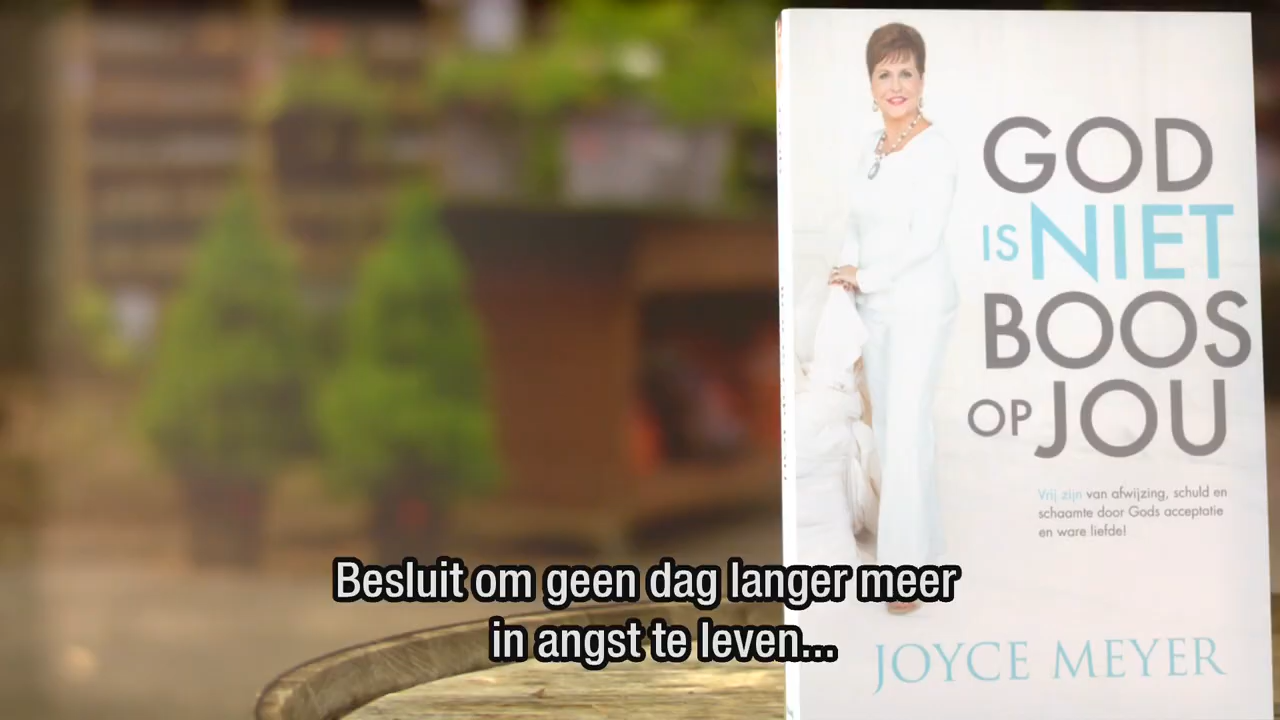 GOD
IS NIET
BOOS
OP JOU
Vrij zijn van afwijzing, schuld en
schaamte door Gods acceptatie
en ware liefde!
JOYCE MEYER
Besluit om geen dag langer meer
in angst te leven...